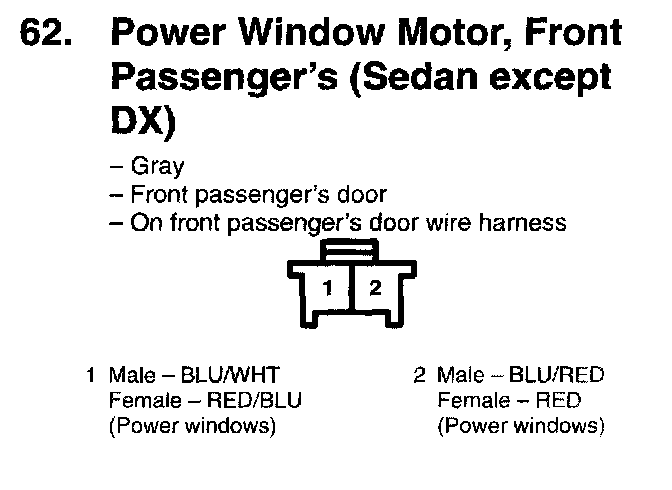 62. Power Window Motor, Front
Passenger's (Sedan except
DX)
– Gray
– Front passenger's door
– On front passenger's door wire harness
1 2
1 Male – BLU/WHT 2 Male – BLU/RED
Female – RED/BLU Female – RED
(Power windows) (Power windows)